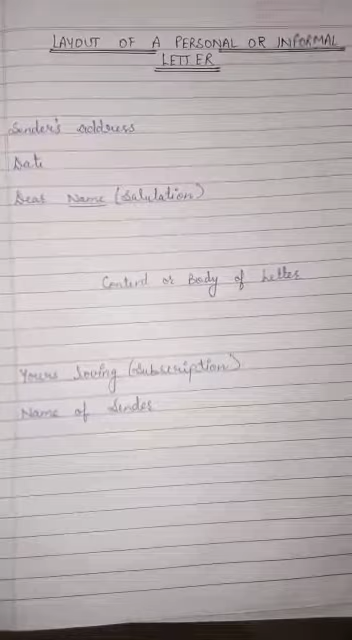 LAYOUT OF A PERSONAL OR INFORMAL
LETTER
Sender's address
Date
Dear Name (Salutation)
Content or Body of Letter
Yours loving (Subscription)
Name of Sender